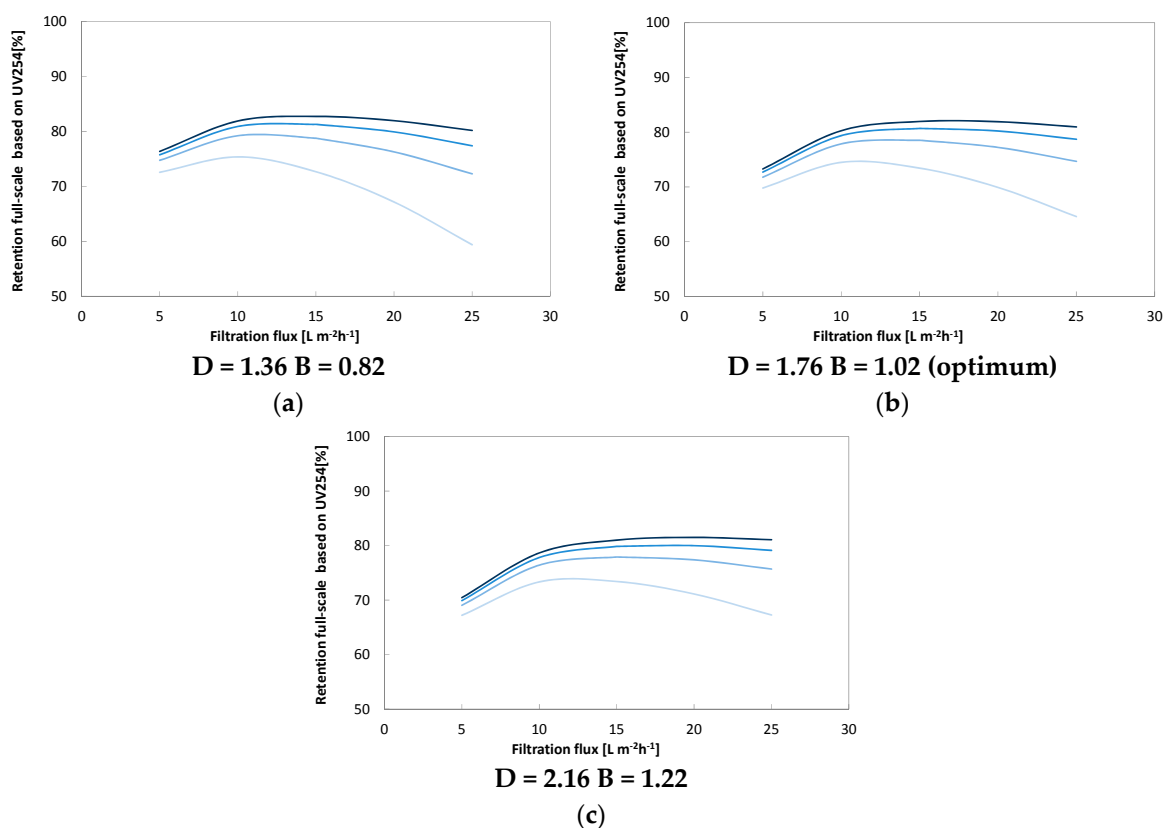 Retention full-scale based on UV254[%]
100
90
80
70
60
50
0 5 10 15 20 25 30
Filtration flux [L m⁻²h⁻¹]
D = 1.36 B = 0.82
(a)
Retention full-scale based on UV254[%]
100
90
80
70
60
50
0 5 10 15 20 25 30
Filtration flux [L m⁻²h⁻¹]
D = 1.76 B = 1.02 (optimum)
(b)
Retention full-scale based on UV254[%]
100
90
80
70
60
50
0 5 10 15 20 25 30
Filtration flux [L m⁻²h⁻¹]
D = 2.16 B = 1.22
(c)